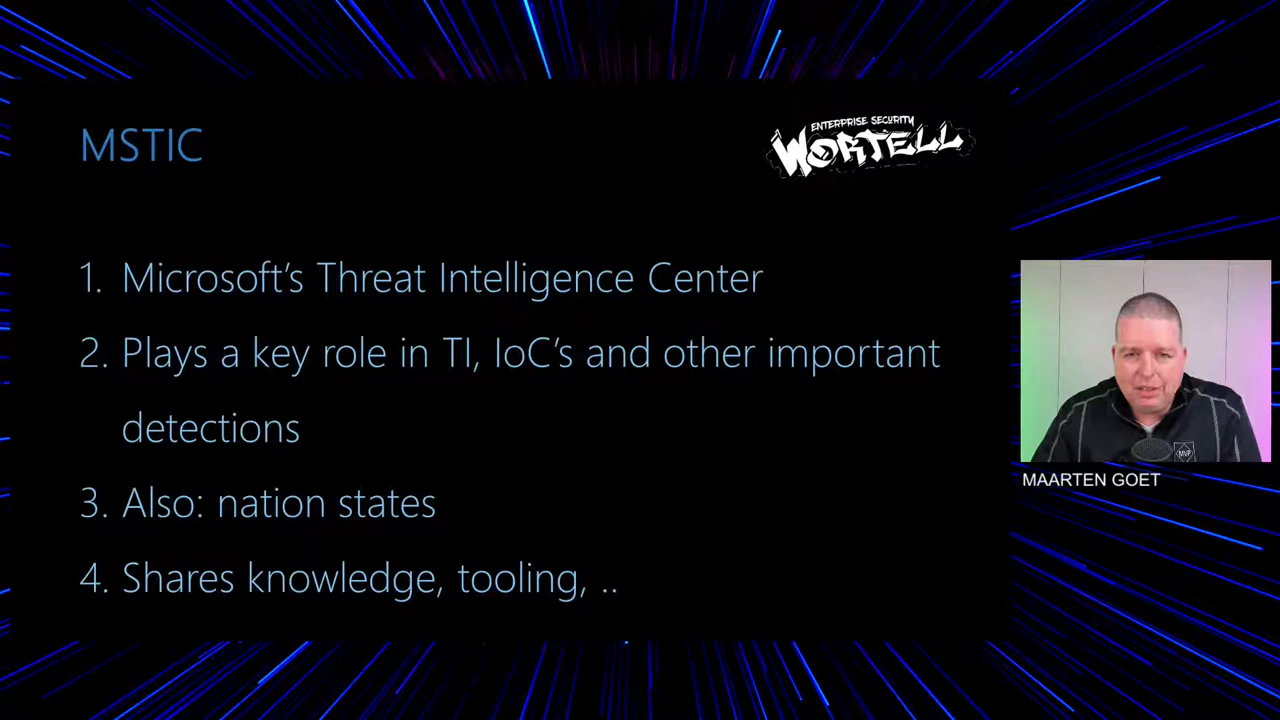 MSTIC
ENTERPRISE SECURITY
WORTELL
1. Microsoft's Threat Intelligence Center
2. Plays a key role in TI, IoC's and other important
detections
3. Also: nation states
4. Shares knowledge, tooling, ..
MVP
MAARTEN GOET